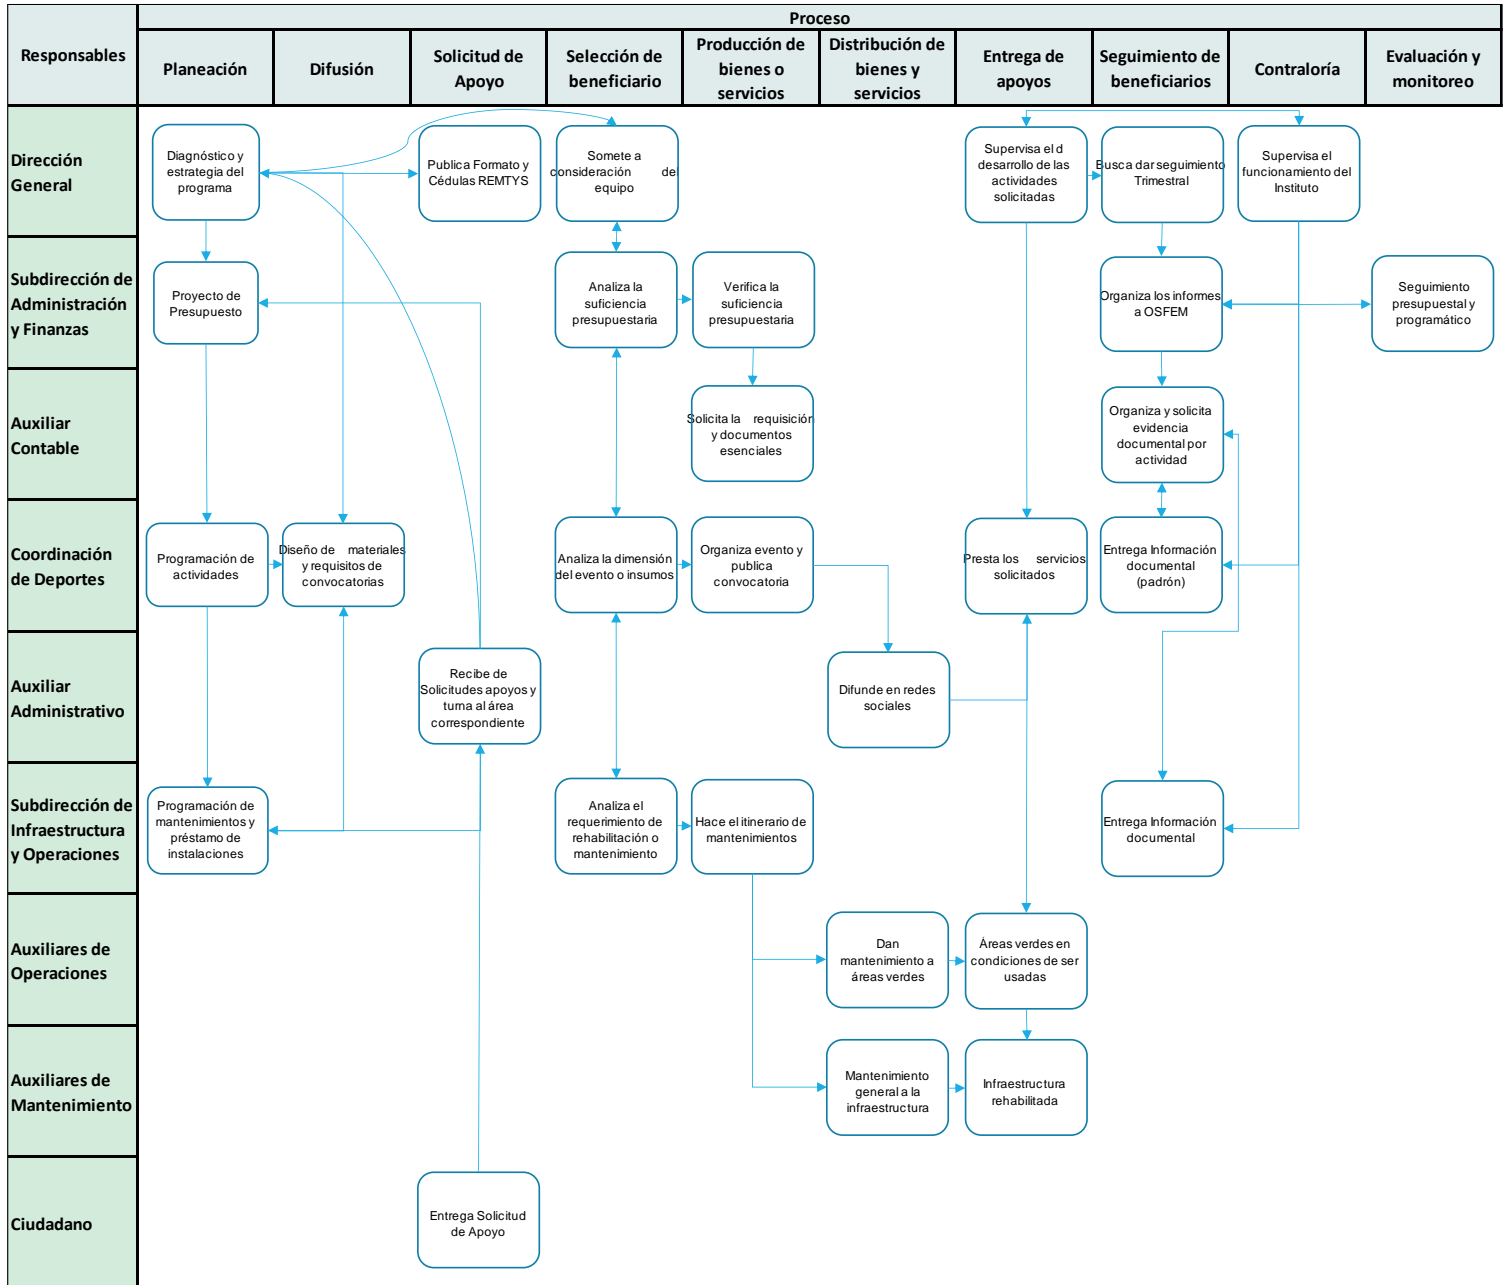 Proceso
Responsables
Planeación
Difusión
Solicitud de
Apoyo
Selección de
beneficiario
Producción de
bienes o
servicios
Distribución de
bienes y
servicios
Entrega de
apoyos
Seguimiento de
beneficiarios
Contraloría
Evaluación y
monitoreo
Dirección
General
Diagnóstico y
estrategia del
programa
Publica Formato y
Cédulas REMTYS
Somete a
consideración del
equipo
Supervisa el d
desarrollo de las
actividades
solicitadas
Busca dar seguimiento
Trimestral
Supervisa el
funcionamiento del
Instituto
Subdirección de
Administración
y Finanzas
Proyecto de
Presupuesto
Analiza la
suficiencia
presupuestaria
Verifica la
suficiencia
presupuestaria
Organiza los informes
a OSFEM
Seguimiento
presupuestal y
programático
Auxiliar
Contable
Solicita la requisición
y documentos
esenciales
Organiza y solicita
evidencia
documental por
actividad
Coordinación
de Deportes
Programación de
actividades
Diseño de materiales
y requisitos de
convocatorias
Analiza la dimensión
del evento o insumos
Organiza evento y
publica
convocatoria
Presta los servicios
solicitados
Entrega Información
documental
(padrón)
Auxiliar
Administrativo
Recibe de
Solicitudes apoyos y
turna al área
correspondiente
Difunde en redes
sociales
Subdirección de
Infraestructura
y Operaciones
Programación de
mantenimientos y
préstamo de
instalaciones
Analiza el
requerimiento de
rehabilitación o
mantenimiento
Hace el itinerario de
mantenimientos
Entrega Información
documental
Auxiliares de
Operaciones
Dan
mantenimiento a
áreas verdes
Áreas verdes en
condiciones de ser
usadas
Auxiliares de
Mantenimiento
Mantenimiento
general a la
infraestructura
Infraestructura
rehabilitada
Ciudadano
Entrega Solicitud
de Apoyo